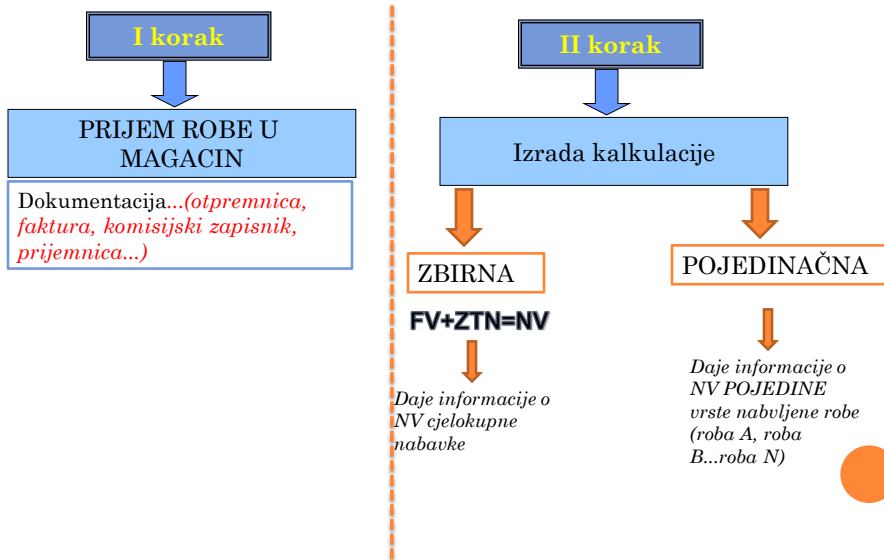 I korak
PRIJEM ROBE U
MAGACIN
Dokumentacija...(otpremnica,
faktura, komisijski zapisnik,
prijemnica...)
II korak
Izrada kalkulacije
ZBIRNA
FV+ZTN=NV
Daje informacije o
NV cjelokupne
nabavke
POJEDINAČNA
Daje informacije o
NV POJEDINE
vrste nabvljene robe
(roba A, roba
B...roba N)